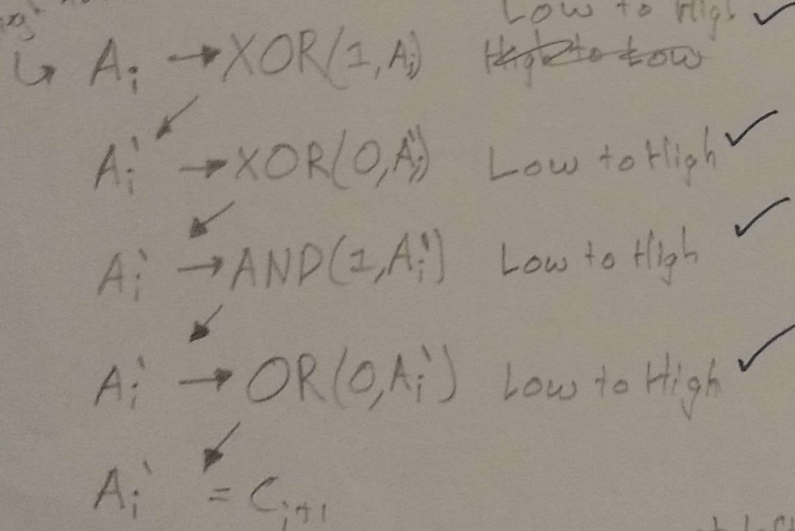 Low to High ✓
↳ Ai → XOR(1,Ai) High to Low
Ai' → XOR(0,Ai') Low to High ✓
Ai' → AND(1,Ai') Low to High ✓
Ai' → OR(0,Ai') Low to High ✓
Ai' = Ci+1